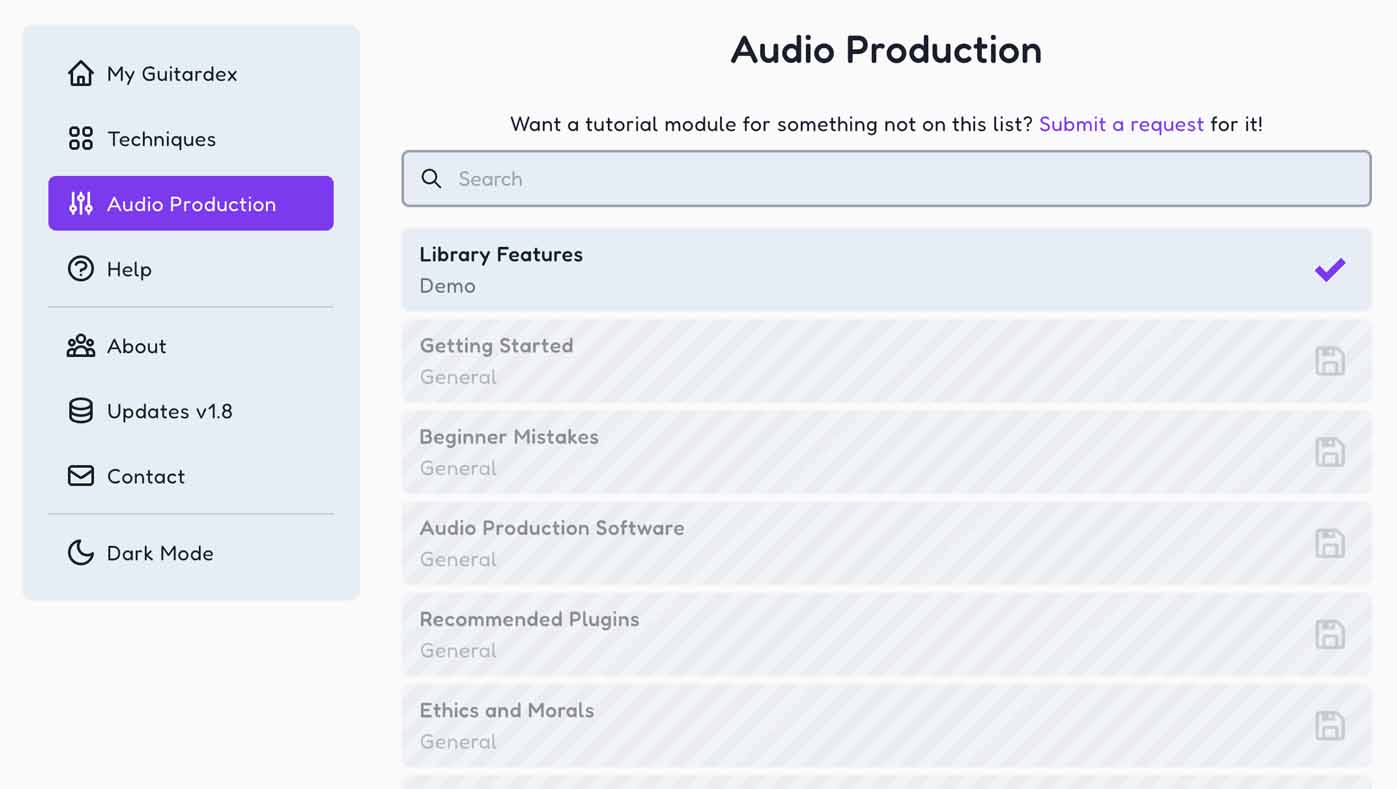 My Guitardex
Techniques
Audio Production
Help
About
Updates v1.8
Contact
Dark Mode
Audio Production
Want a tutorial module for something not on this list? Submit a request for it!
Search
Library Features
Demo
Getting Started
General
Beginner Mistakes
General
Audio Production Software
General
Recommended Plugins
General
Ethics and Morals
General